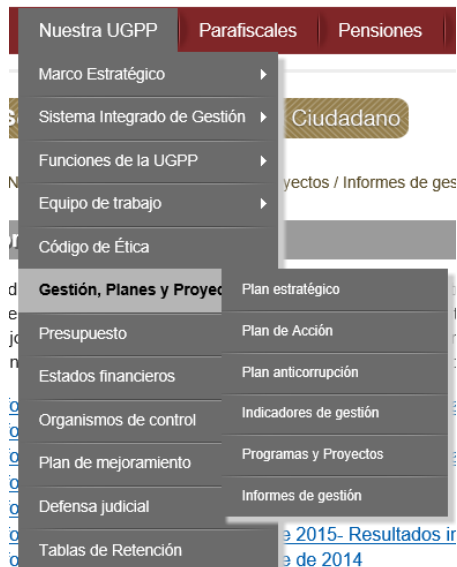 Nuestra UGPP Parafiscales Pensiones
Marco Estratégico
Sistema Integrado de Gestión Ciudadano
Funciones de la UGPP
yectos / Informes de ges
Equipo de trabajo
Código de Ética
Gestión, Planes y Proyec Plan estratégico
Presupuesto Plan de Acción
Estados financieros Plan anticorrupción
Organismos de control Indicadores de gestión
Plan de mejoramiento Programas y Proyectos
Defensa judicial Informes de gestión
e 2015- Resultados in
Tablas de Retención e de 2014